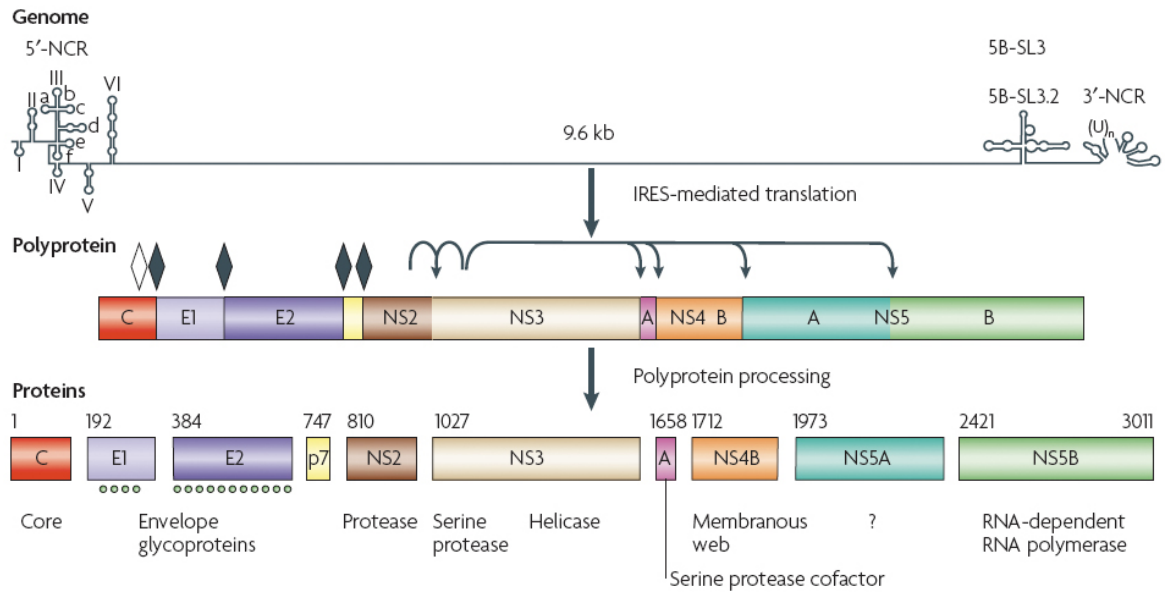 Genome
5′-NCR
III
VI
II
a
b
c
d
e
f
I
IV
V
9.6 kb
5B-SL3
5B-SL3.2
3′-NCR
(U)n
IRES-mediated translation
Polyprotein
C E1 E2 NS2 NS3 A NS4 B A NS5 B
Polyprotein processing
Proteins
1 192 384 747 810 1027 1658 1712 1973 2421 3011
C E1 E2 p7 NS2 NS3 A NS4B NS5A NS5B
Core
Envelope
glycoproteins
Protease
Serine
protease
Helicase
Membranous
web
?
RNA-dependent
RNA polymerase
Serine protease cofactor